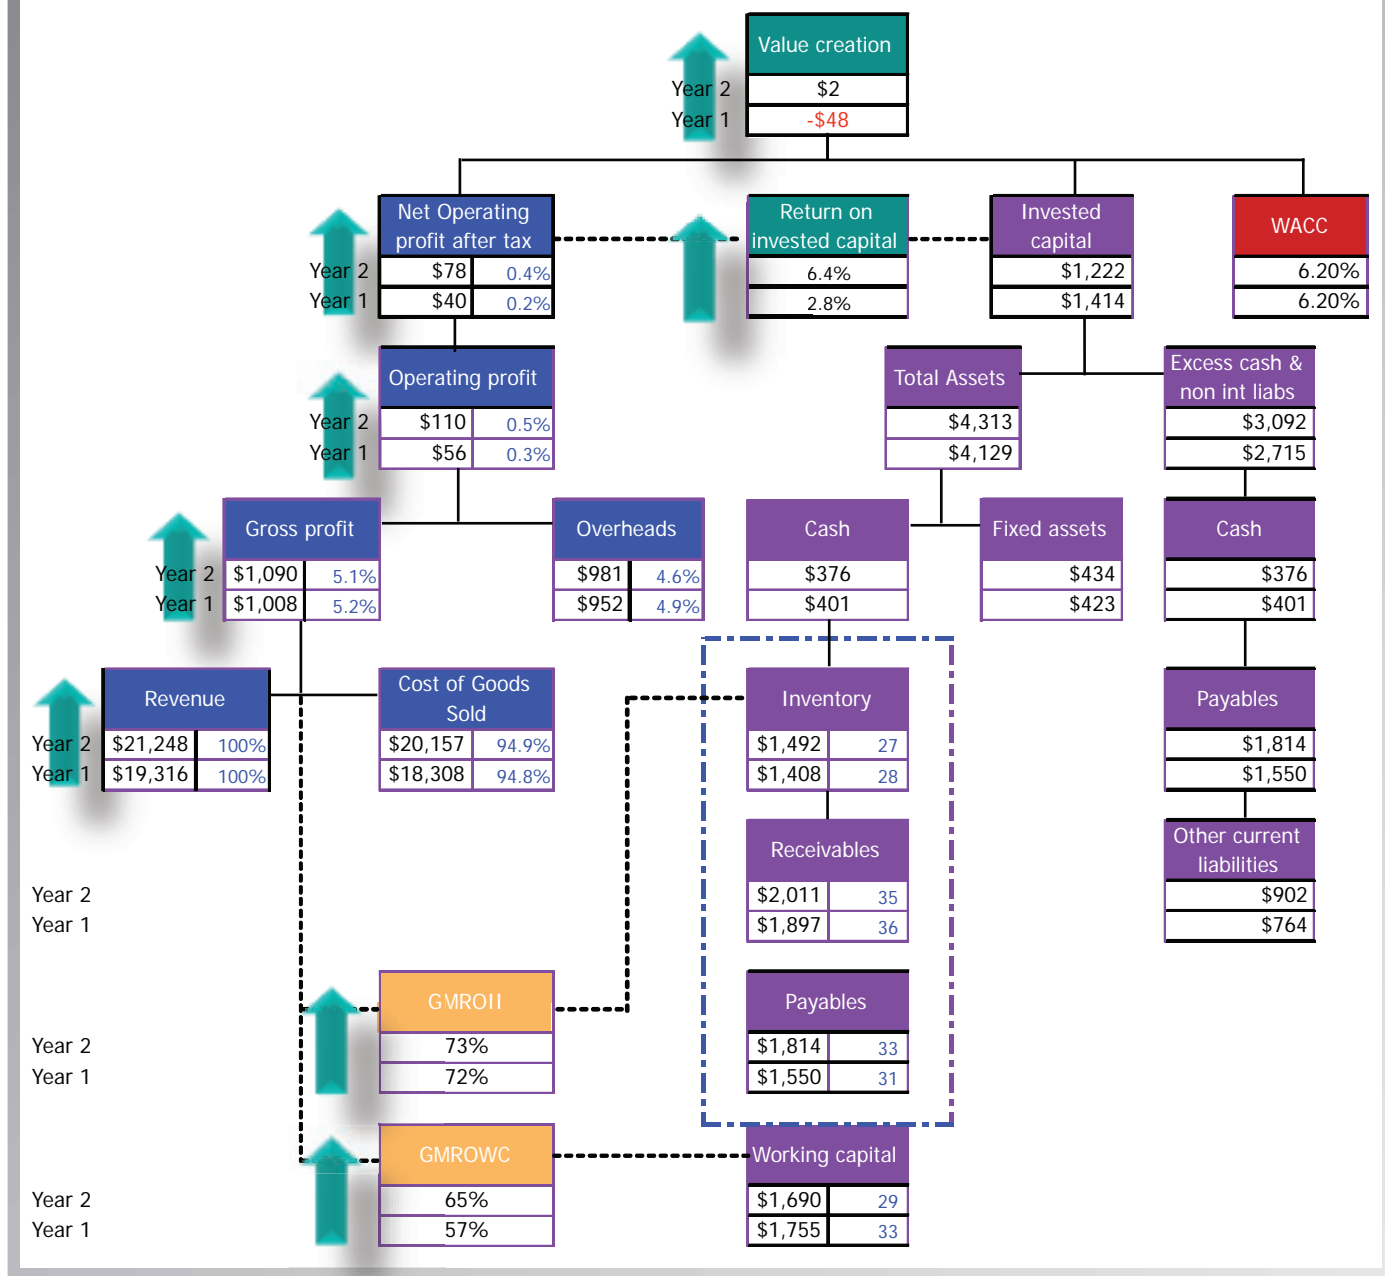 Value creation
Year 2 $2
Year 1 -$48
Net Operating
profit after tax
Year 2 $78 0.4%
Year 1 $40 0.2%
Return on
invested capital
6.4%
2.8%
Invested
capital
$1,222
$1,414
WACC
6.20%
6.20%
Operating profit
Year 2 $110 0.5%
Year 1 $56 0.3%
Total Assets
$4,313
$4,129
Excess cash &
non int liabs
$3,092
$2,715
Gross profit
Year 2 $1,090 5.1%
Year 1 $1,008 5.2%
Overheads
$981 4.6%
$952 4.9%
Cash
$376
$401
Fixed assets
$434
$423
Cash
$376
$401
Revenue
Year 2 $21,248 100%
Year 1 $19,316 100%
Cost of Goods
Sold
$20,157 94.9%
$18,308 94.8%
Inventory
$1,492 27
$1,408 28
Payables
$1,814
$1,550
Receivables
Year 2 $2,011 35
Year 1 $1,897 36
Other current
liabilities
$902
$764
GMROII
Year 2 73%
Year 1 72%
Payables
$1,814 33
$1,550 31
GMROWC
Year 2 65%
Year 1 57%
Working capital
$1,690 29
$1,755 33